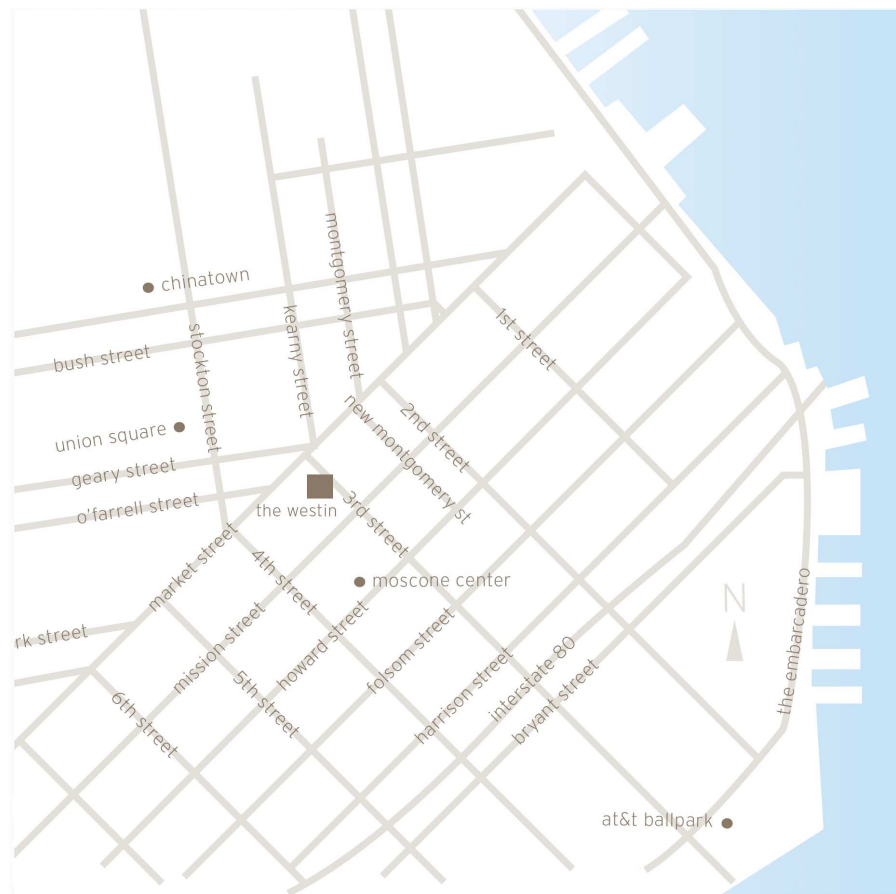 montgomery street
chinatown
kearny street
1st street
stockton street
bush street
2nd street
new montgomery st
union square
geary street
o'farrell street
the westin
3rd street
market street
4th street
moscone center
N
rk street
mission street
howard street
folsom street
the embarcadero
5th street
6th street
harrison street
interstate 80
bryant street
at&t ballpark